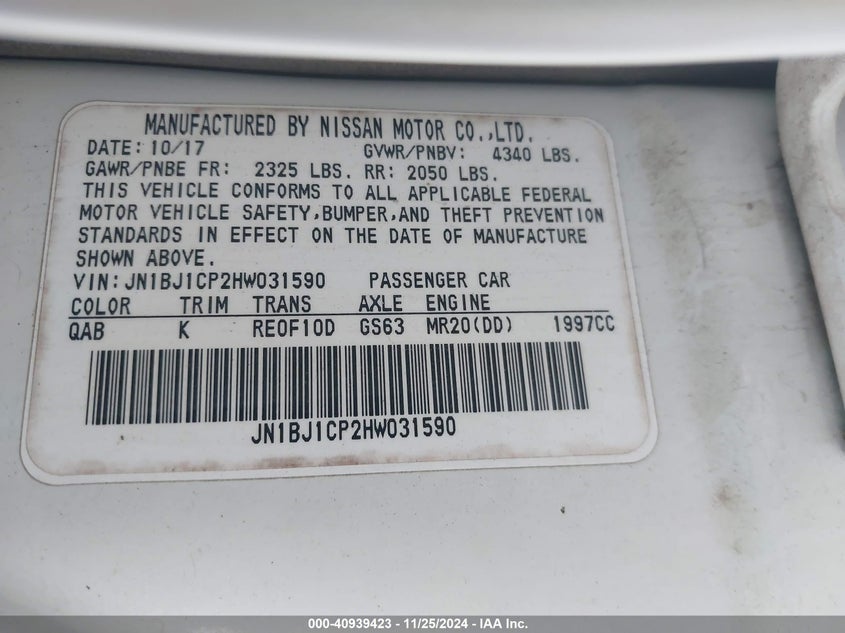 MANUFACTURED BY NISSAN MOTOR CO.,LTD.
DATE: 10/17 GVWR/PNBV: 4340 LBS.
GAWR/PNBE FR: 2325 LBS. RR: 2050 LBS.
THIS VEHICLE CONFORMS TO ALL APPLICABLE FEDERAL
MOTOR VEHICLE SAFETY,BUMPER,AND THEFT PREVENTION
STANDARDS IN EFFECT ON THE DATE OF MANUFACTURE
SHOWN ABOVE.
VIN:JN1BJ1CP2HW031590 PASSENGER CAR
COLOR TRIM TRANS AXLE ENGINE
QAB K RE0F10D GS63 MR20(DD) 1997CC
JN1BJ1CP2HW031590
000-40939423 - 11/25/2024 - IAA Inc.